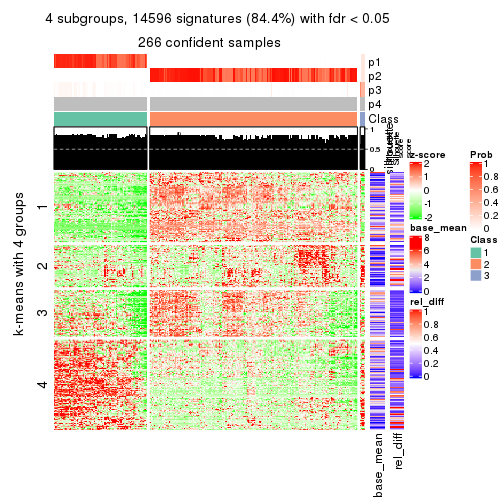 4 subgroups, 14596 signatures (84.4%) with fdr < 0.05
266 confident samples
p1
p2
p3
p4
Class
1
0.5
0
silhouette
score
k-means with 4 groups
1
2
3
4
base_mean
rel_diff
z-score
2
1
0
-1
-2
base_mean
8
6
4
2
0
rel_diff
1
0.8
0.6
0.4
0.2
0
Prob
1
0.8
0.6
0.4
0.2
0
Class
1
2
3